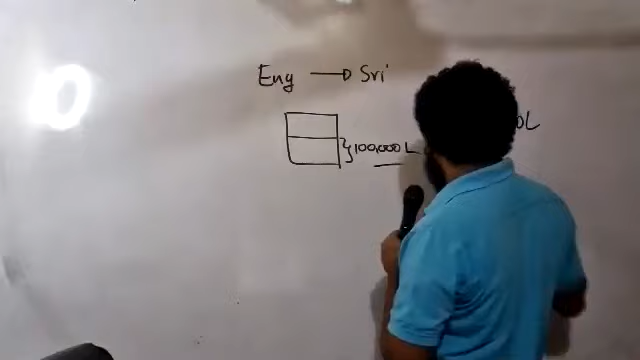 Eng → Sri
}100,000 L